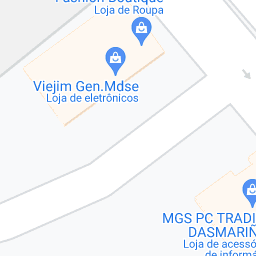 Fashion Boutique
Loja de Roupa
Viejim Gen.Mdse
Loja de eletrônicos
MGS PC TRADI
DASMARIÑ
Loja de acessó
de informá